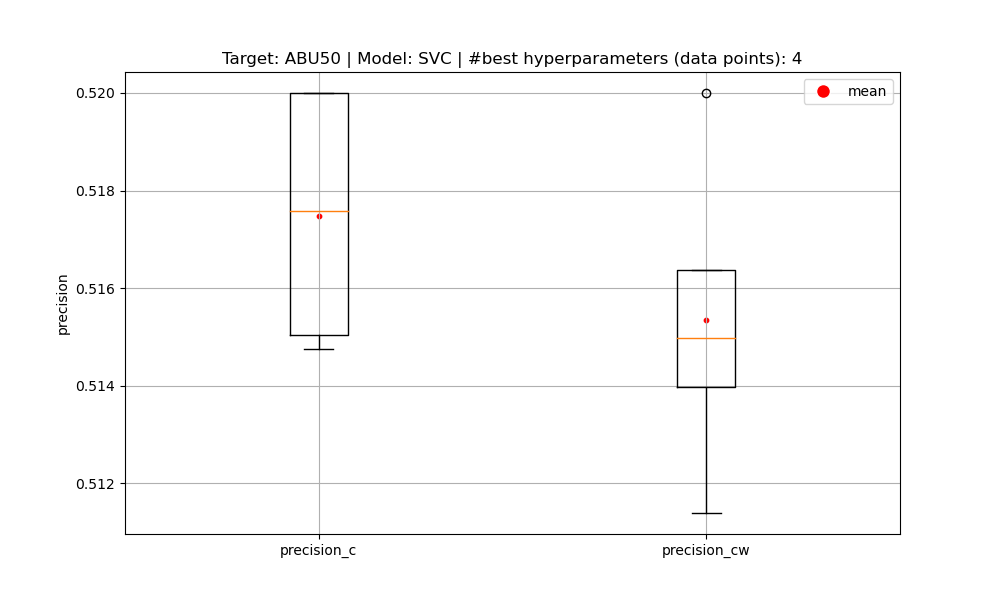 Target: ABU50 | Model: SVC | #best hyperparameters (data points): 4
mean
precision
0.520
0.518
0.516
0.514
0.512
precision_c
precision_cw